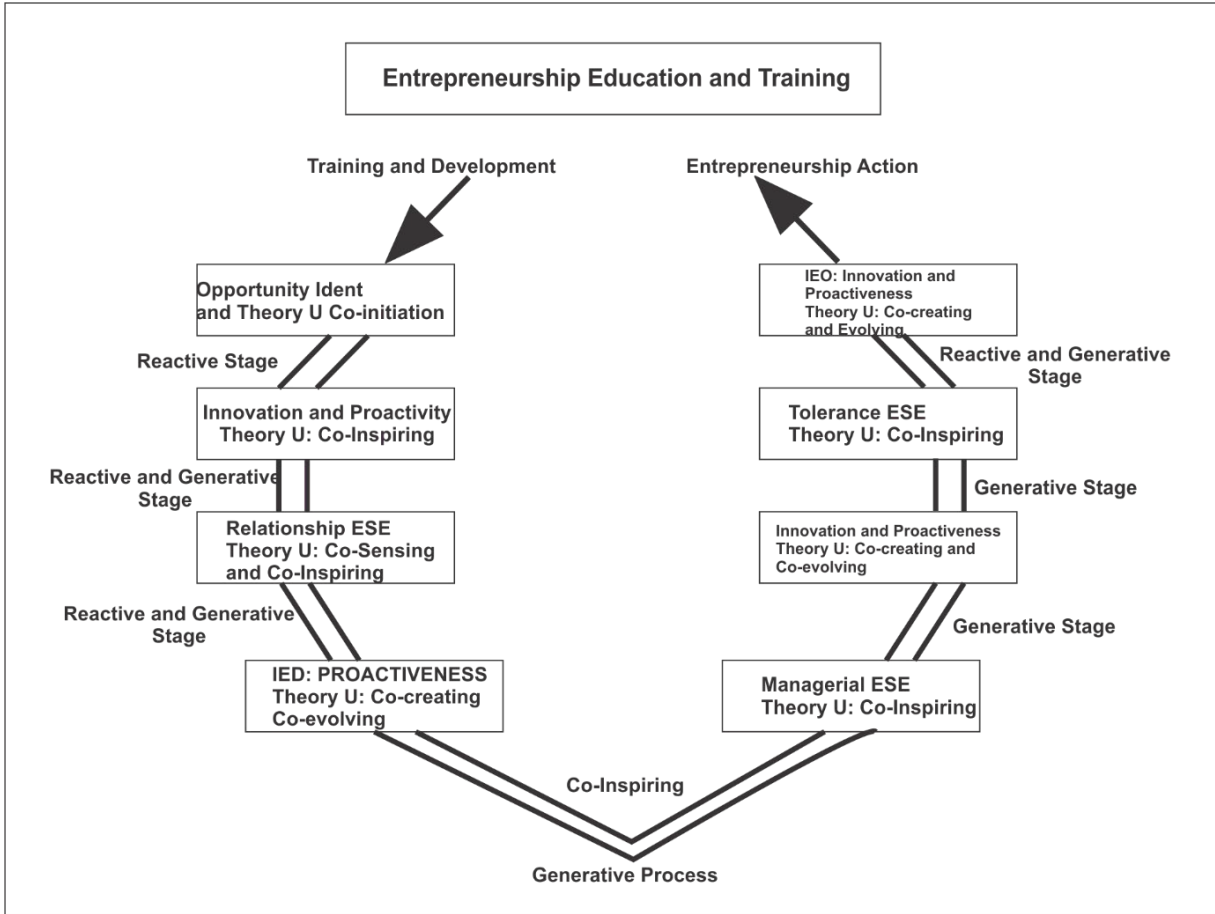 Entrepreneurship Education and Training
Training and Development
Entrepreneurship Action
Opportunity Ident
and Theory U Co-initiation
Reactive Stage
Innovation and Proactivity
Theory U: Co-Inspiring
Reactive and Generative
Stage
Relationship ESE
Theory U: Co-Sensing
and Co-Inspiring
Reactive and Generative
Stage
IED: PROACTIVENESS
Theory U: Co-creating
Co-evolving
Co-Inspiring
Generative Process
Managerial ESE
Theory U: Co-Inspiring
Generative Stage
Innovation and Proactiveness
Theory U: Co-creating and
Co-evolving
Generative Stage
Tolerance ESE
Theory U: Co-Inspiring
Reactive and Generative
Stage
IEO: Innovation and
Proactiveness
Theory U: Co-creating
and Evolving